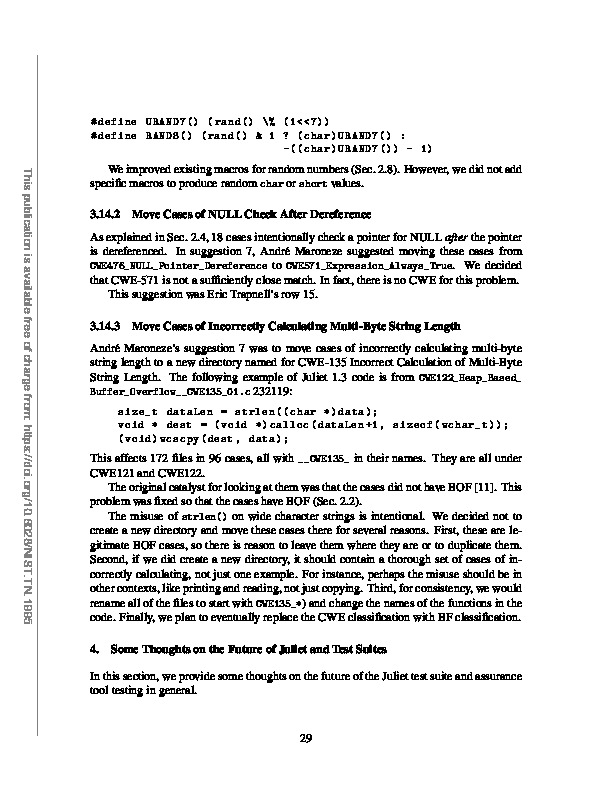 #define URAND7() (rand() \% (1<<7))
#define RAND8() (rand() & 1 ? (char)URAND7() :
-((char)URAND7()) - 1)
We improved existing macros for random numbers (Sec. 2.8). However, we did not add
specific macros to produce random char or short values.
3.14.2 Move Cases of NULL Check After Dereference
As explained in Sec. 2.4, 18 cases intentionally check a pointer for NULL after the pointer
is dereferenced. In suggestion 7, André Maroneze suggested moving these cases from
CWE476_NULL_Pointer_Dereference to CWE571_Expression_Always_True. We decided
that CWE-571 is not a sufficiently close match. In fact, there is no CWE for this problem.
This suggestion was Eric Trapnell's row 15.
3.14.3 Move Cases of Incorrectly Calculating Multi-Byte String Length
André Maroneze's suggestion 7 was to move cases of incorrectly calculating multi-byte
string length to a new directory named for CWE-135 Incorrect Calculation of Multi-Byte
String Length. The following example of Juliet 1.3 code is from CWE122_Heap_Based_
Buffer_Overflow__CWE135_01.c 232119:
size_t dataLen = strlen((char *)data);
void * dest = (void *)calloc(dataLen+1, sizeof(wchar_t));
(void)wcscpy(dest, data);
This affects 172 files in 96 cases, all with __CWE135_ in their names. They are all under
CWE121 and CWE122.
The original catalyst for looking at them was that the cases did not have BOF [11]. This
problem was fixed so that the cases have BOF (Sec. 2.2).
The misuse of strlen() on wide character strings is intentional. We decided not to
create a new directory and move these cases there for several reasons. First, these are le-
gitimate BOF cases, so there is reason to leave them where they are or to duplicate them.
Second, if we did create a new directory, it should contain a thorough set of cases of in-
correctly calculating, not just one example. For instance, perhaps the misuse should be in
other contexts, like printing and reading, not just copying. Third, for consistency, we would
rename all of the files to start with CWE135_*) and change the names of the functions in the
code. Finally, we plan to eventually replace the CWE classification with BF classification.
4. Some Thoughts on the Future of Juliet and Test Suites
In this section, we provide some thoughts on the future of the Juliet test suite and assurance
tool testing in general.
29
This publication is available free of charge from: https://doi.org/10.6028/NIST.TN.1995